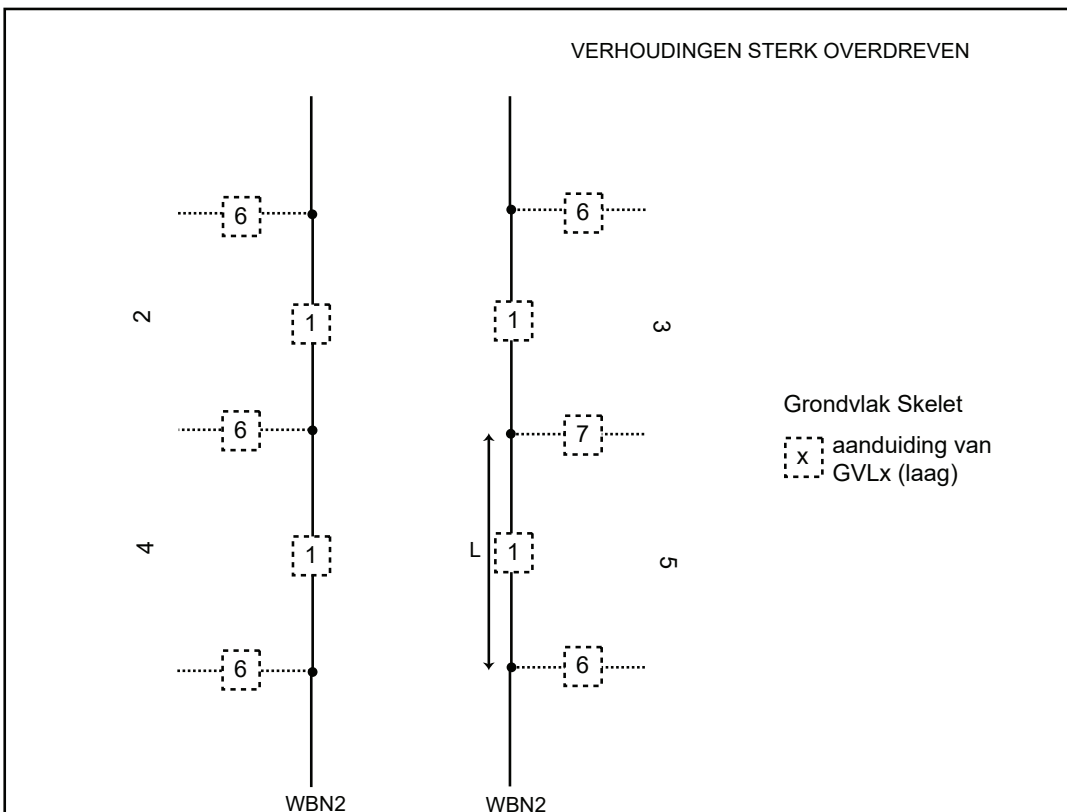 VERHOUDINGEN STERK OVERDREVEN
6
6
2
1
1
3
6
7
Grondvlak Skelet
x aanduiding van
GVLx (laag)
4
1
L
1
5
6
6
WBN2
WBN2